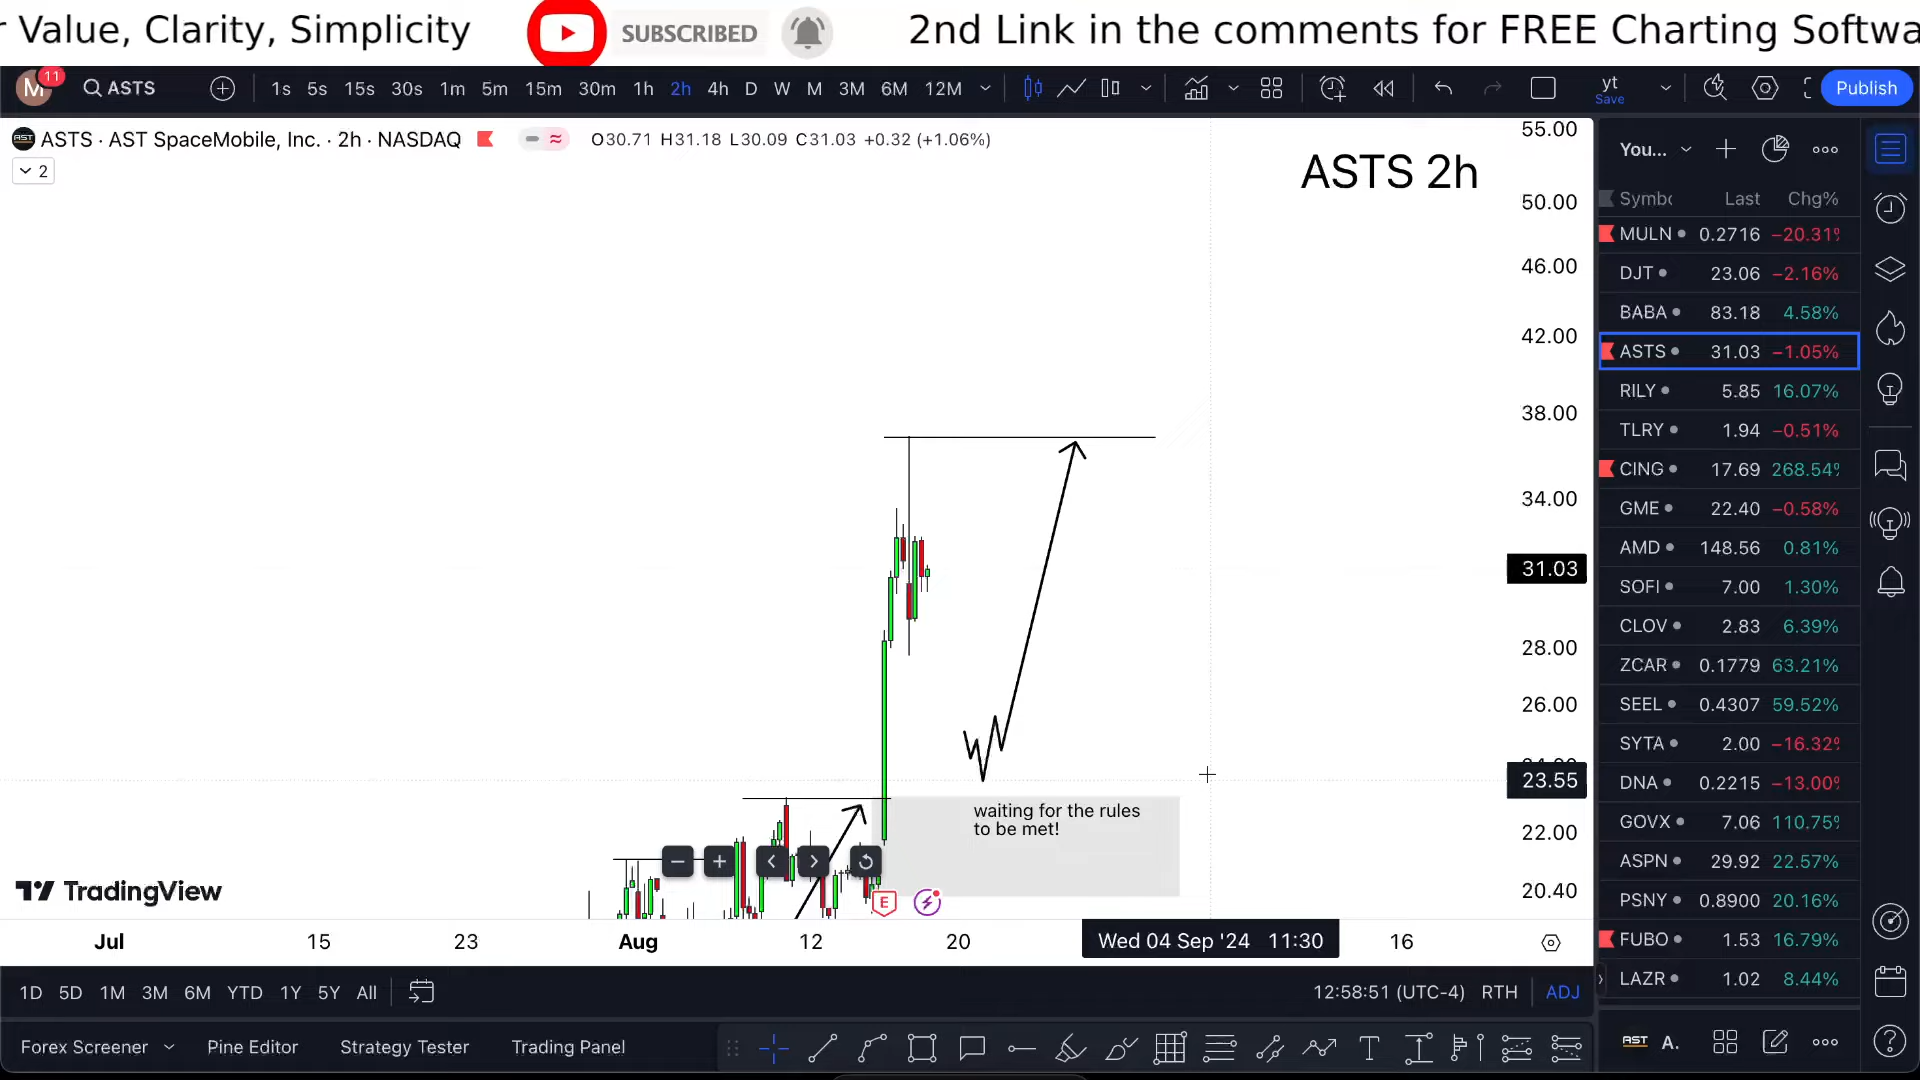 r Value, Clarity, Simplicity
SUBSCRIBED
2nd Link in the comments for FREE Charting Softwa
M 11 ASTS 1s 5s 15s 30s 1m 5m 15m 30m 1h 2h 4h D W M 3M 6M 12M yt Save Publish
ASTS · AST SpaceMobile, Inc. · 2h · NASDAQ O30.71 H31.18 L30.09 C31.03 +0.32 (+1.06%)
2
ASTS 2h
55.00
50.00
46.00
42.00
38.00
34.00
31.03
28.00
26.00
23.55
22.00
20.40
waiting for the rules
to be met!
E
TradingView
Jul 15 23 Aug 12 20 Wed 04 Sep '24 11:30 16
1D 5D 1M 3M 6M YTD 1Y 5Y All 12:58:51 (UTC-4) RTH ADJ
Forex Screener Pine Editor Strategy Tester Trading Panel
You...
Last Chg%
MULN 0.2716 −20.31%
DJT 23.06 −2.16%
BABA 83.18 4.58%
ASTS 31.03 −1.05%
RILY 5.85 16.07%
TLRY 1.94 −0.51%
CING 17.69 268.54%
GME 22.40 −0.58%
AMD 148.56 0.81%
SOFI 7.00 1.30%
CLOV 2.83 6.39%
ZCAR 0.1779 63.21%
SEEL 0.4307 59.52%
SYTA 2.00 −16.32%
DNA 0.2215 −13.00%
GOVX 7.06 110.75%
ASPN 29.92 22.57%
PSNY 0.8900 20.16%
FUBO 1.53 16.79%
LAZR 1.02 8.44%
AST A.